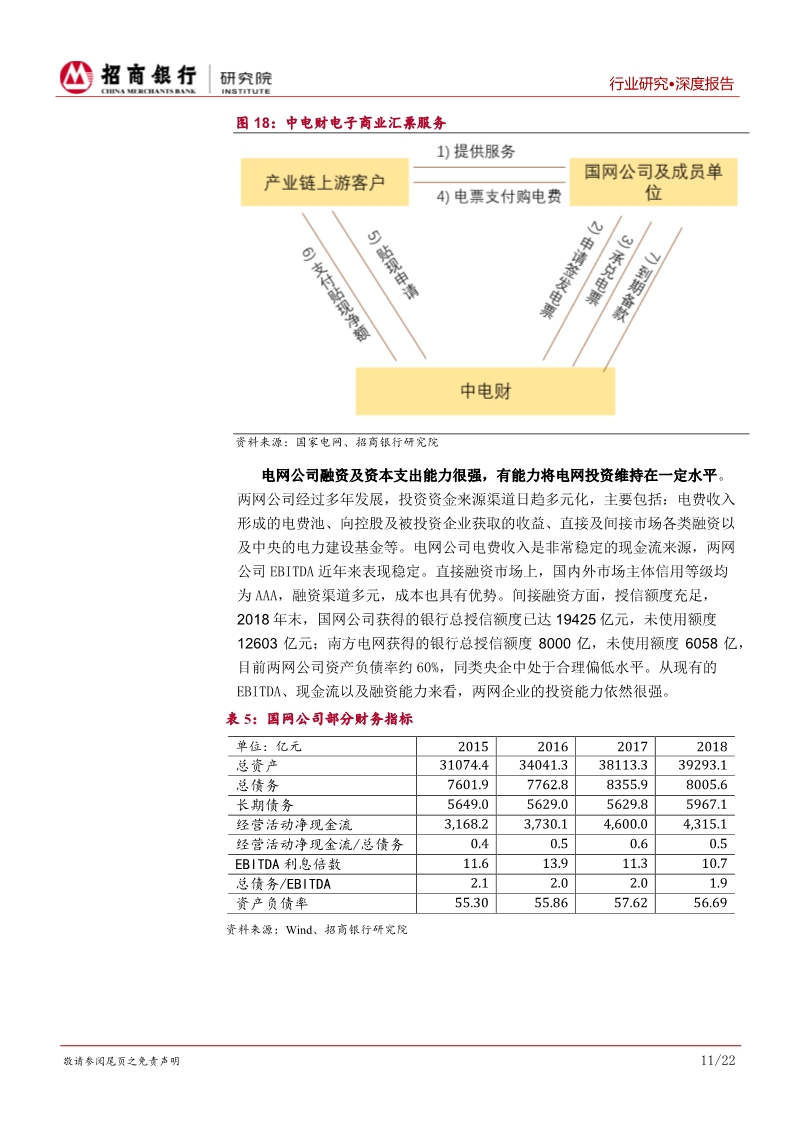 招商银行 研究院
CHINA MERCHANTS BANK INSTITUTE
行业研究•深度报告
图 18：中电财电子商业汇票服务
1) 提供服务
产业链上游客户
国网公司及成员单
位
4) 电票支付购电费
6) 支付贴现净额
5) 贴现申请
2) 申请签发电票
3) 承兑电票
7) 到期备款
中电财
资料来源：国家电网、招商银行研究院
电网公司融资及资本支出能力很强，有能力将电网投资维持在一定水平。
两网公司经过多年发展，投资资金来源渠道日趋多元化，主要包括：电费收入
形成的电费池、向控股及被投资企业获取的收益、直接及间接市场各类融资以
及中央的电力建设基金等。电网公司电费收入是非常稳定的现金流来源，两网
公司 EBITDA 近年来表现稳定。直接融资市场上，国内外市场主体信用等级均
为 AAA，融资渠道多元，成本也具有优势。间接融资方面，授信额度充足，
2018 年末，国网公司获得的银行总授信额度已达 19425 亿元，未使用额度
12603 亿元；南方电网获得的银行总授信额度 8000 亿，未使用额度 6058 亿，
目前两网公司资产负债率约 60%，同类央企中处于合理偏低水平。从现有的
EBITDA、现金流以及融资能力来看，两网企业的投资能力依然很强。
表 5：国网公司部分财务指标
单位：亿元 2015 2016 2017 2018
总资产 31074.4 34041.3 38113.3 39293.1
总债务 7601.9 7762.8 8355.9 8005.6
长期债务 5649.0 5629.0 5629.8 5967.1
经营活动净现金流 3,168.2 3,730.1 4,600.0 4,315.1
经营活动净现金流/总债务 0.4 0.5 0.6 0.5
EBITDA 利息倍数 11.6 13.9 11.3 10.7
总债务/EBITDA 2.1 2.0 2.0 1.9
资产负债率 55.30 55.86 57.62 56.69
资料来源：Wind、招商银行研究院
敬请参阅尾页之免责声明
11/22